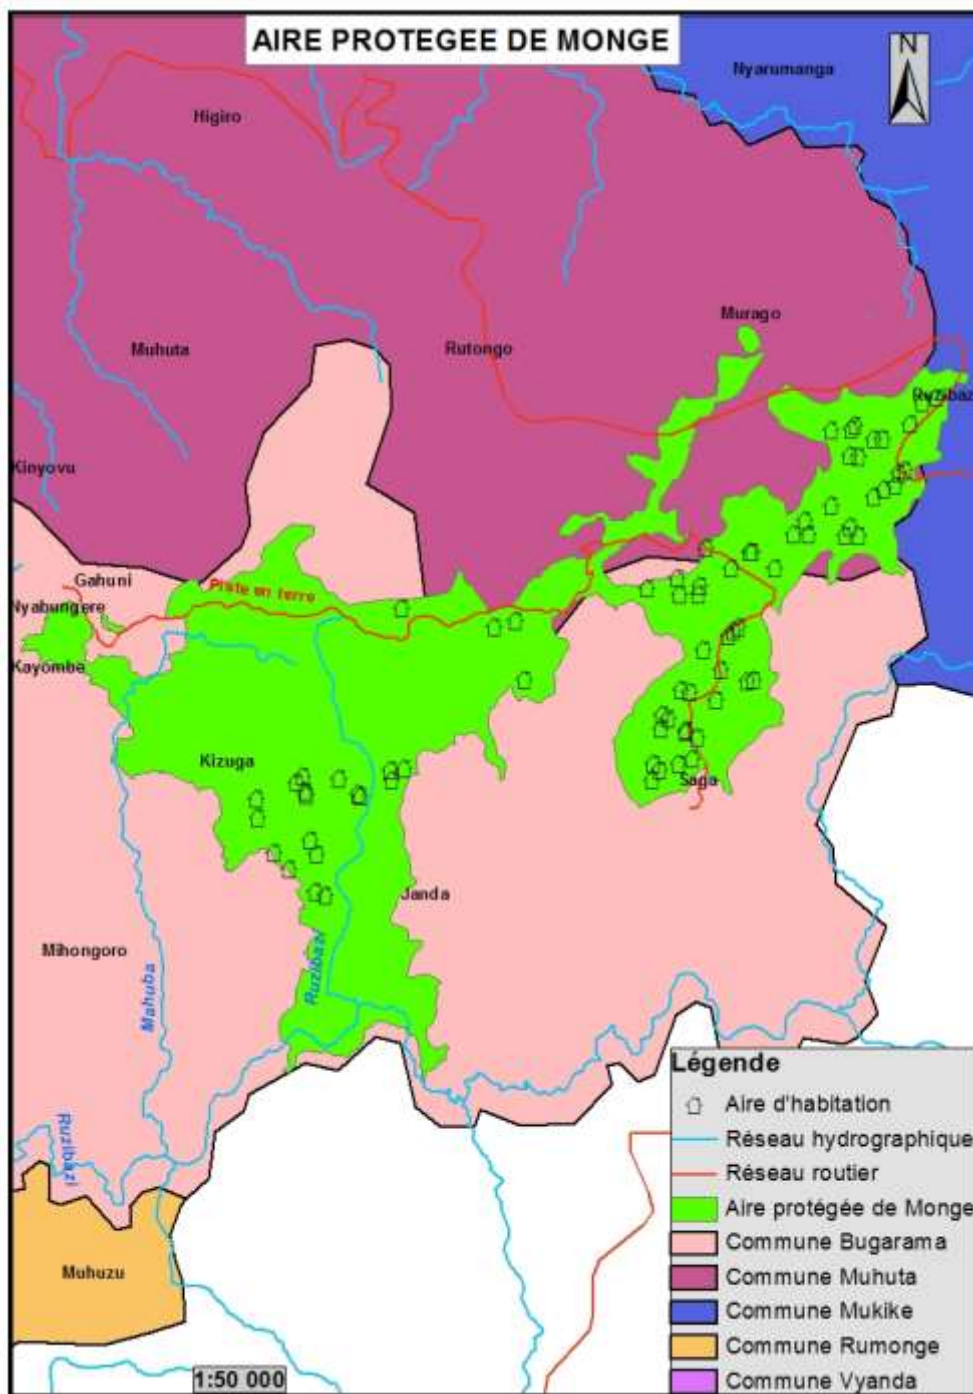 AIRE PROTEGEE DE MONGE
N
Nyarumanga
Higiro
Murago
Muhuta
Rutongo
Ruzibaz
Kinyovu
Gahuni
Piste en terre
Nyabungere
Kayombe
Kizuga
Saga
Janda
Mihongoro
Mahuba
Ruzibazi
Ruzibazi
Muhuzu
1:50 000
Légende
Aire d'habitation
Réseau hydrographique
Réseau routier
Aire protégée de Monge
Commune Bugarama
Commune Muhuta
Commune Mukike
Commune Rumonge
Commune Vyanda